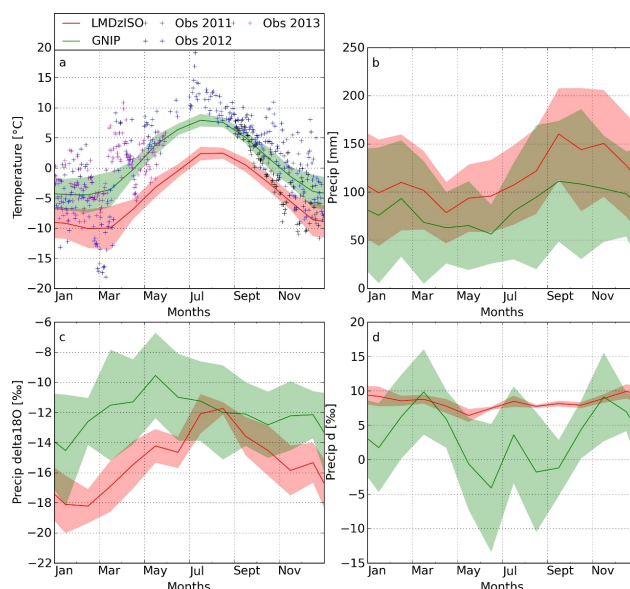 LMDzISO + + Obs 2011 + + Obs 2013
GNIP + + Obs 2012
a
20
15
10
5
0
−5
−10
−15
−20
Temperature [°C]
Jan Mar May Jul Sept Nov
Months
b
250
200
150
100
50
0
Precip [mm]
Jan Mar May Jul Sept Nov
Months
c
−6
−8
−10
−12
−14
−16
−18
−20
−22
Precip delta18O [‰]
Jan Mar May Jul Sept Nov
Months
d
20
15
10
5
0
−5
−10
−15
Precip d [‰]
Jan Mar May Jul Sept Nov
Months